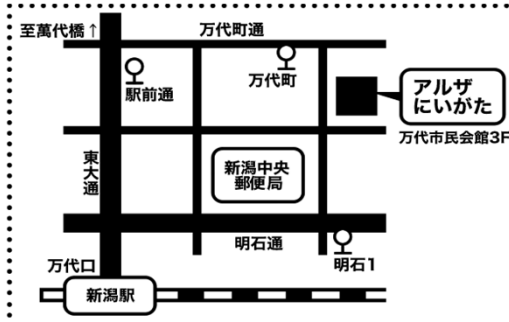 至萬代橋↑
万代町通
駅前通
万代町
アルザ
にいがた
万代市民会館3F
東大通
新潟中央
郵便局
明石通
明石1
万代口
新潟駅